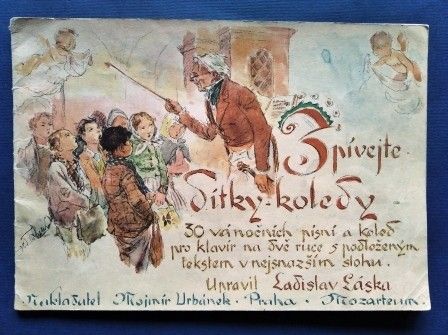 Zpívejte
dítky-koledy
30 vánočních písní a koled
pro klavír na dvě ruce s podloženým
tekstem v nejsnazším slohu.
Upravil Ladislav Láska
Nakladatel Mojmír Urbánek · Praha · Mozarteum.